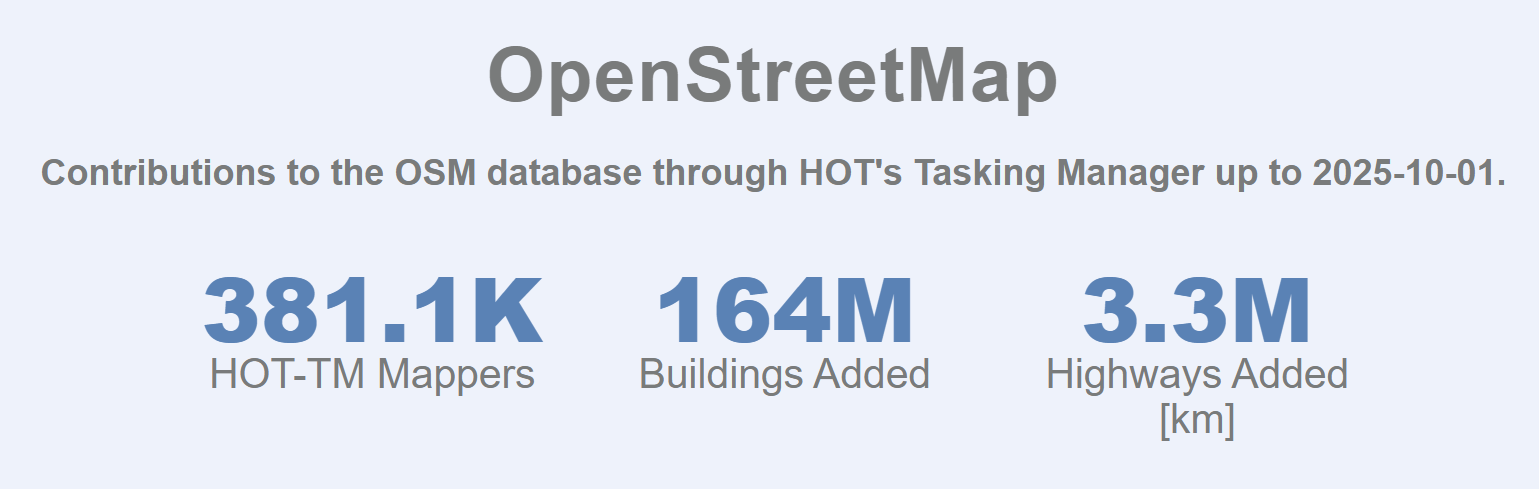 OpenStreetMap
Contributions to the OSM database through HOT's Tasking Manager up to 2025-10-01.
381.1K
HOT-TM Mappers
164M
Buildings Added
3.3M
Highways Added
[km]